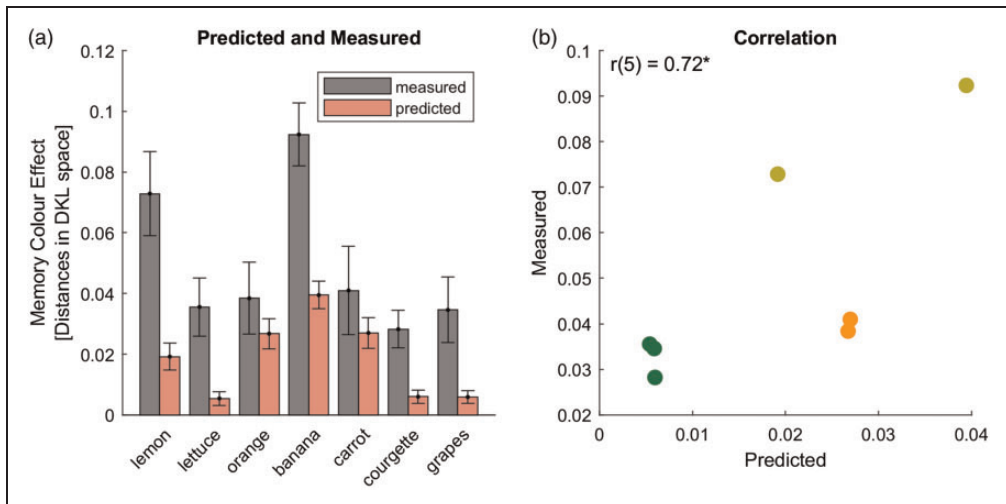 (a)
Predicted and Measured
Memory Colour Effect
[Distances in DKL space]
0.12
0.1
0.08
0.06
0.04
0.02
0
measured
predicted
lemon
lettuce
orange
banana
carrot
courgette
grapes
(b)
Correlation
r(5) = 0.72*
Measured
0.1
0.09
0.08
0.07
0.06
0.05
0.04
0.03
0.02
0 0.01 0.02 0.03 0.04
Predicted